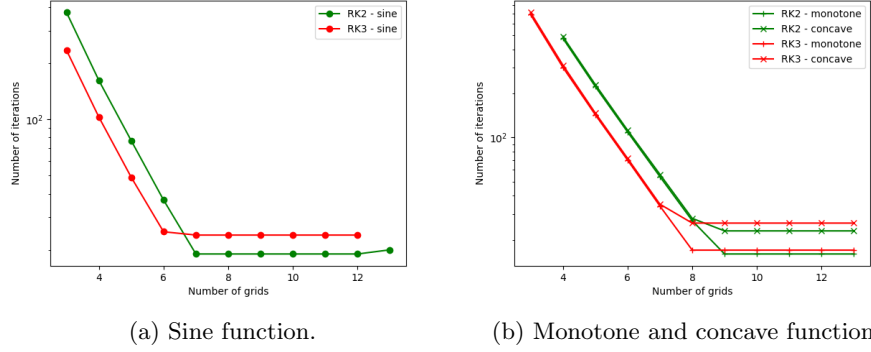 RK2 - sine
RK3 - sine
Number of iterations
10²
4
6
8
10
12
Number of grids
(a) Sine function.
RK2 - monotone
RK2 - concave
RK3 - monotone
RK3 - concave
Number of iterations
10²
4
6
8
10
12
Number of grids
(b) Monotone and concave function